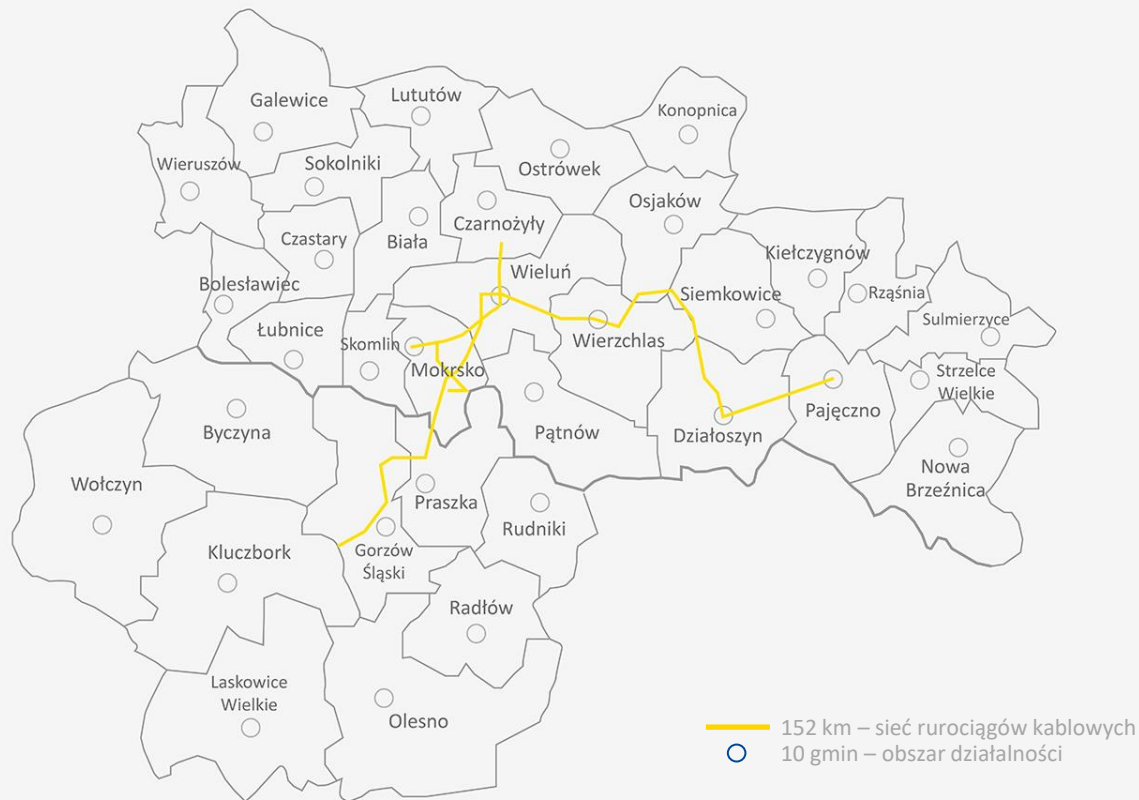 Galewice
Lututów
Konopnica
Wieruszów
Sokolniki
Ostrówek
Osjaków
Czarnożyły
Czastary
Biała
Kiełczygnów
Wieluń
Bolesławiec
Siemkowice
Rząśnia
Sulmierzyce
Łubnice
Skomlin
Wierzchlas
Mokrsko
Strzelce
Wielkie
Pajęczno
Byczyna
Pątnów
Działoszyn
Nowa
Brzeźnica
Wołczyn
Praszka
Rudniki
Kluczbork
Gorzów
Śląski
Radłów
Laskowice
Wielkie
Olesno
152 km – sieć rurociągów kablowych
10 gmin – obszar działalności